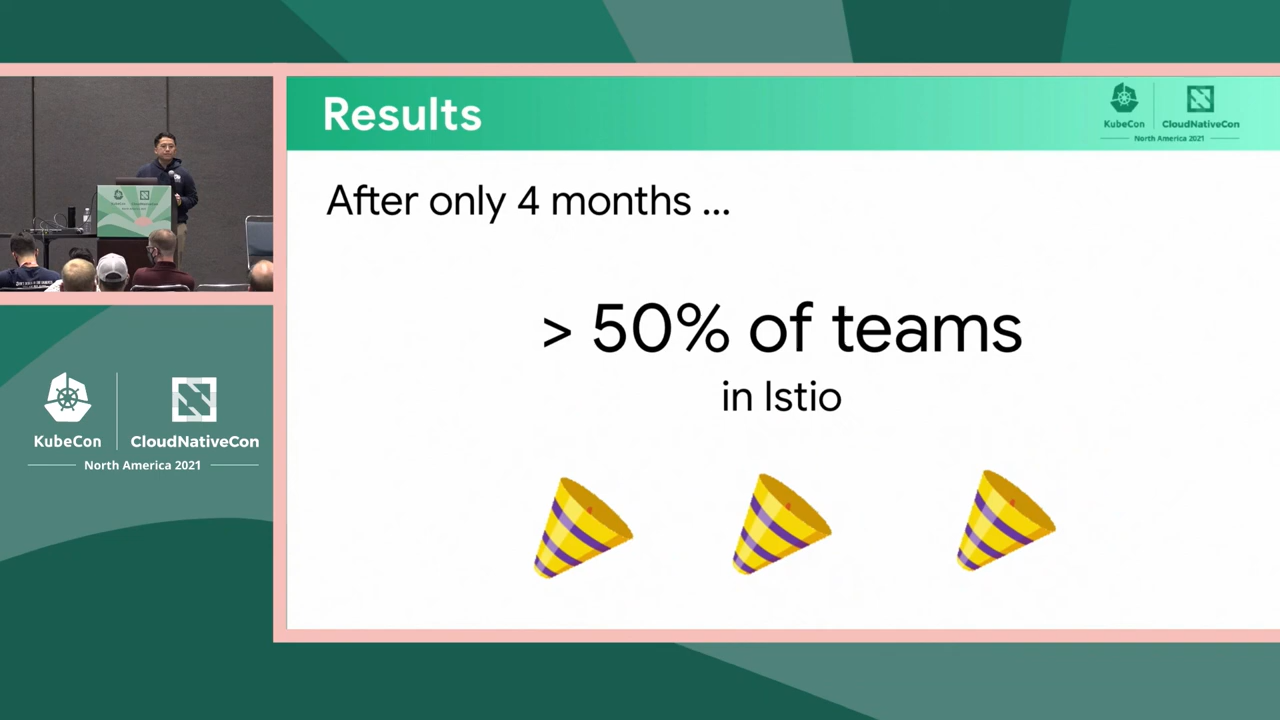 Results
KubeCon
CloudNativeCon
North America 2021
After only 4 months ...
> 50% of teams
in Istio
KubeCon
CloudNativeCon
North America 2021